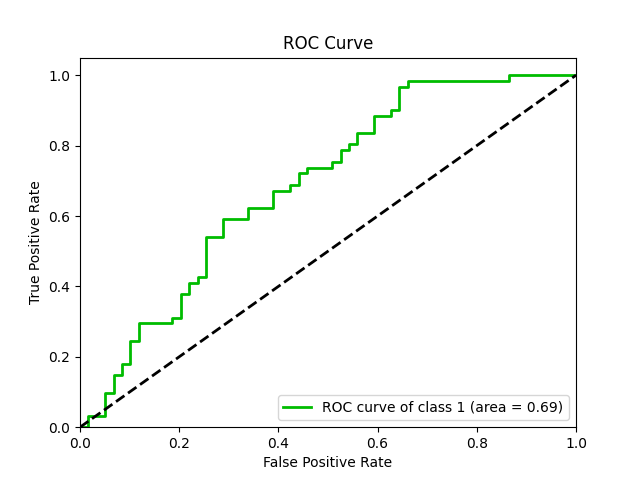 ROC Curve
1.0
0.8
0.6
0.4
0.2
0.0
True Positive Rate
0.0 0.2 0.4 0.6 0.8 1.0
False Positive Rate
ROC curve of class 1 (area = 0.69)